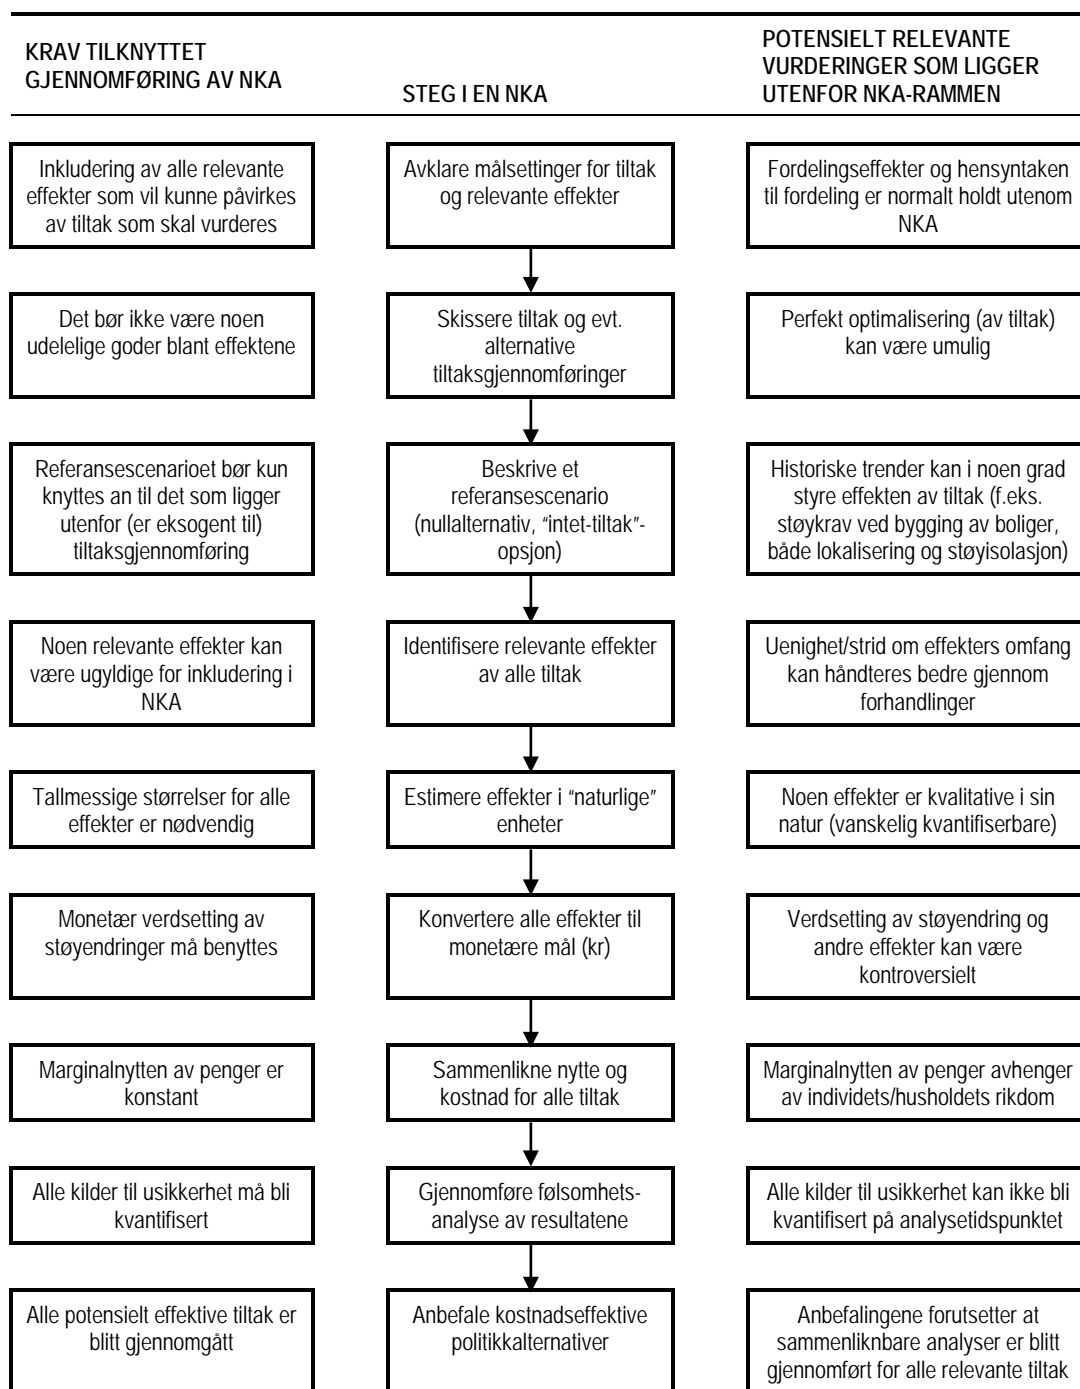 KRAV TILKNYTTET
GJENNOMFØRING AV NKA
STEG I EN NKA
POTENSIELT RELEVANTE
VURDERINGER SOM LIGGER
UTENFOR NKA-RAMMEN
Inkludering av alle relevante
effekter som vil kunne påvirkes
av tiltak som skal vurderes
Avklare målsettinger for tiltak
og relevante effekter
Fordelingseffekter og hensyntaken
til fordeling er normalt holdt utenom
NKA
Det bør ikke være noen
udelelige goder blant effektene
Skissere tiltak og evt.
alternative
tiltaksgjennomføringer
Perfekt optimalisering (av tiltak)
kan være umulig
Referansescenarioet bør kun
knyttes an til det som ligger
utenfor (er eksogent til)
tiltaksgjennomføring
Beskrive et
referansescenario
(nullalternativ, “intet-tiltak”-
opsjon)
Historiske trender kan i noen grad
styre effekten av tiltak (f.eks.
støykrav ved bygging av boliger,
både lokalisering og støyisolasjon)
Noen relevante effekter kan
være ugyldige for inkludering i
NKA
Identifisere relevante effekter
av alle tiltak
Uenighet/strid om effekters omfang
kan håndteres bedre gjennom
forhandlinger
Tallmessige størrelser for alle
effekter er nødvendig
Estimere effekter i “naturlige”
enheter
Noen effekter er kvalitative i sin
natur (vanskelig kvantifiserbare)
Monetær verdsetting av
støyendringer må benyttes
Konvertere alle effekter til
monetære mål (kr)
Verdsetting av støyendring og
andre effekter kan være
kontroversielt
Marginalnytten av penger er
konstant
Sammenlikne nytte og
kostnad for alle tiltak
Marginalnytten av penger avhenger
av individets/husholdets rikdom
Alle kilder til usikkerhet må bli
kvantifisert
Gjennomføre følsomhets-
analyse av resultatene
Alle kilder til usikkerhet kan ikke bli
kvantifisert på analysetidspunktet
Alle potensielt effektive tiltak er
blitt gjennomgått
Anbefale kostnadseffektive
politikkalternativer
Anbefalingene forutsetter at
sammenliknbare analyser er blitt
gjennomført for alle relevante tiltak